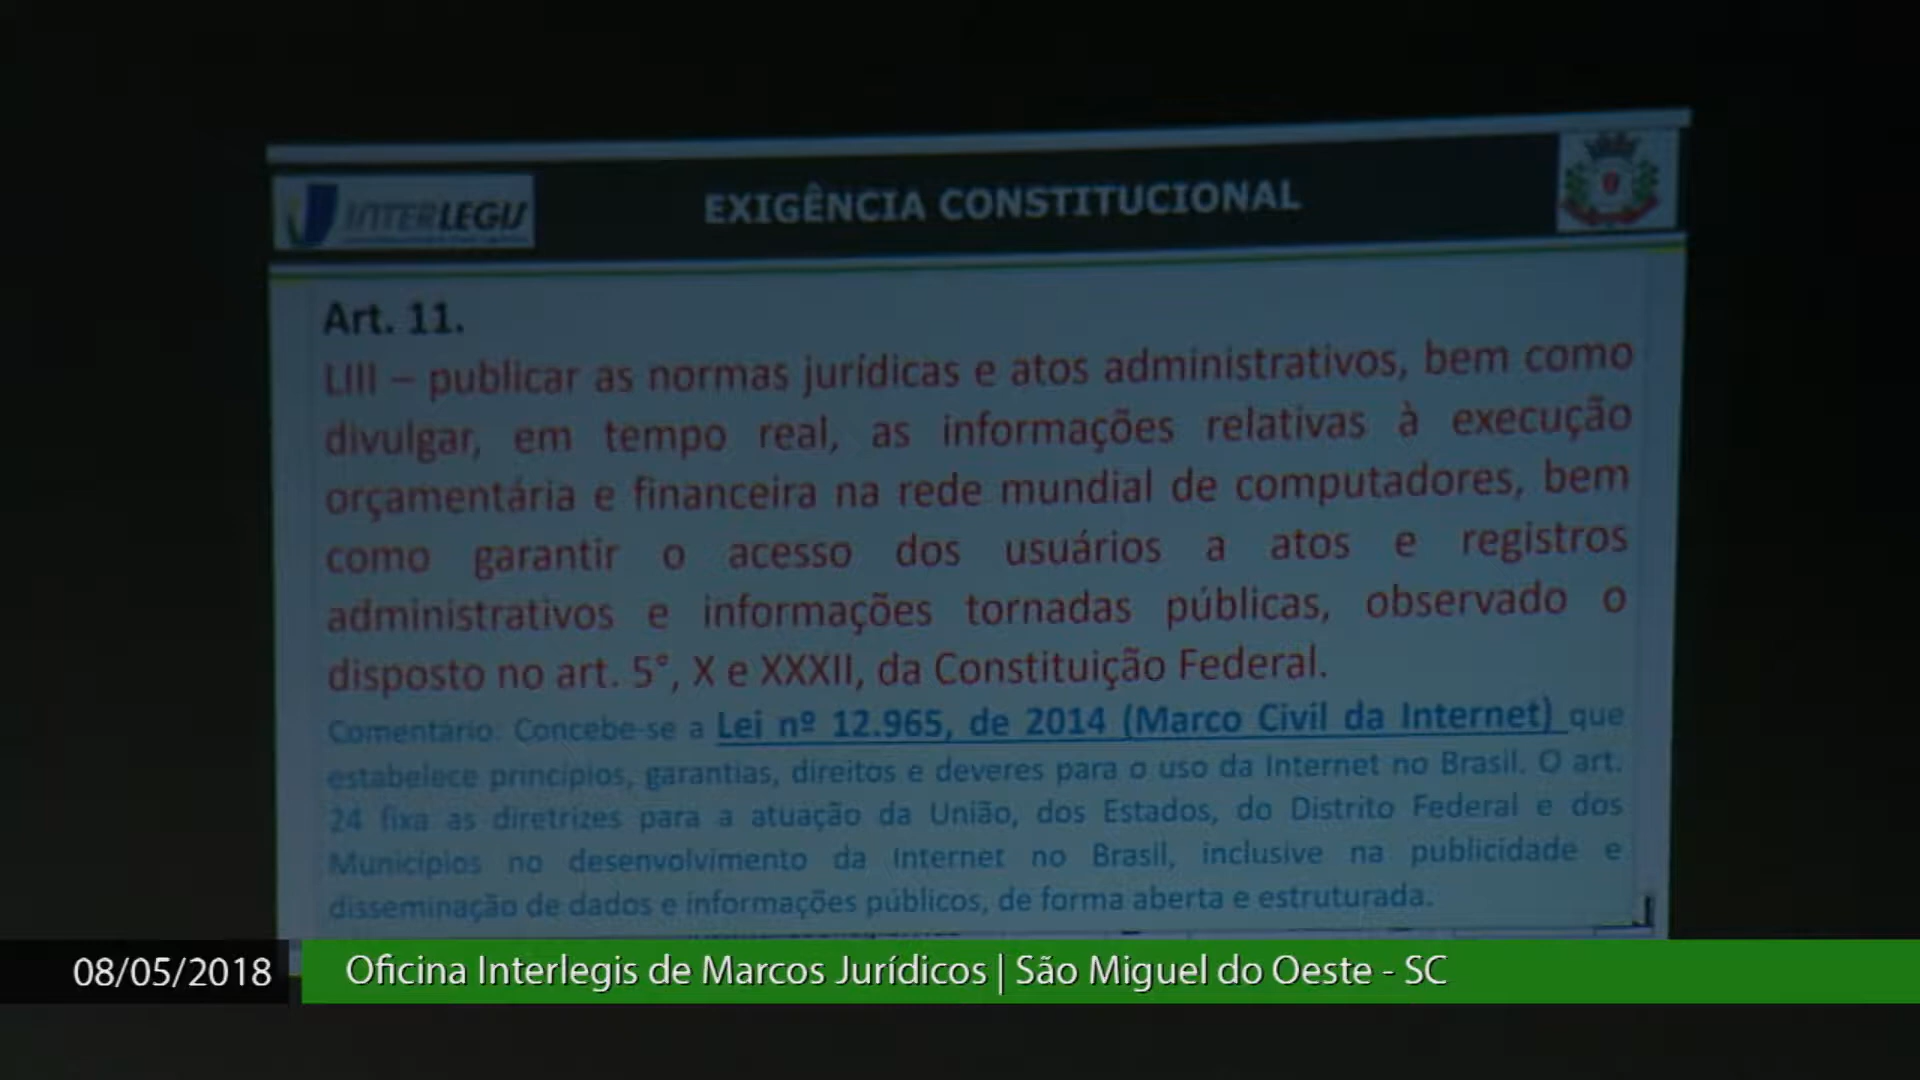 INTERLEGIS
EXIGÊNCIA CONSTITUCIONAL
Art. 11.
LIII – publicar as normas jurídicas e atos administrativos, bem como
divulgar, em tempo real, as informações relativas à execução
orçamentária e financeira na rede mundial de computadores, bem
como garantir o acesso dos usuários a atos e registros
administrativos e informações tornadas públicas, observado o
disposto no art. 5°, X e XXXII, da Constituição Federal.
Comentário: Concebe-se a Lei nº 12.965, de 2014 (Marco Civil da Internet) que
estabelece princípios, garantias, direitos e deveres para o uso da Internet no Brasil. O art.
24 fixa as diretrizes para a atuação da União, dos Estados, do Distrito Federal e dos
Municípios no desenvolvimento da Internet no Brasil, inclusive na publicidade e
disseminação de dados e informações públicos, de forma aberta e estruturada.
08/05/2018
Oficina Interlegis de Marcos Jurídicos | São Miguel do Oeste - SC